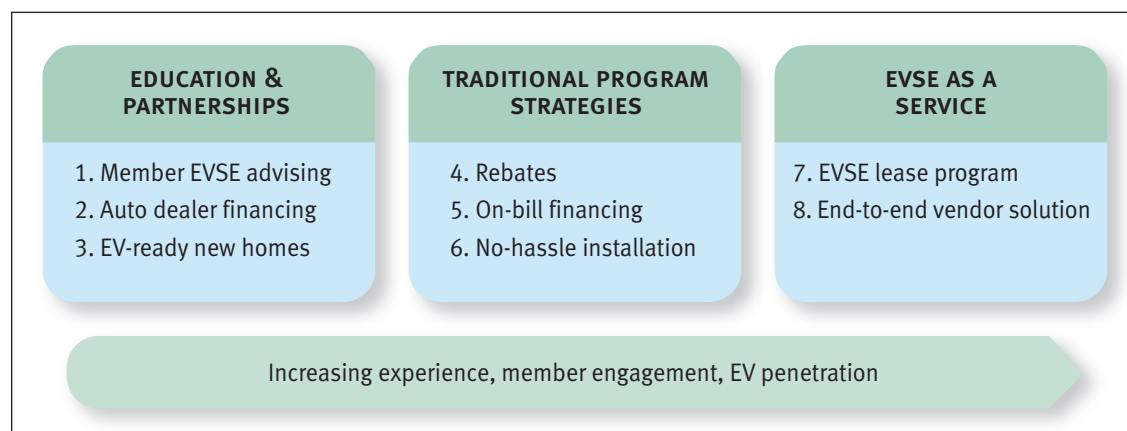 EDUCATION &
PARTNERSHIPS
1. Member EVSE advising
2. Auto dealer financing
3. EV-ready new homes
TRADITIONAL PROGRAM
STRATEGIES
4. Rebates
5. On-bill financing
6. No-hassle installation
EVSE AS A
SERVICE
7. EVSE lease program
8. End-to-end vendor solution
Increasing experience, member engagement, EV penetration